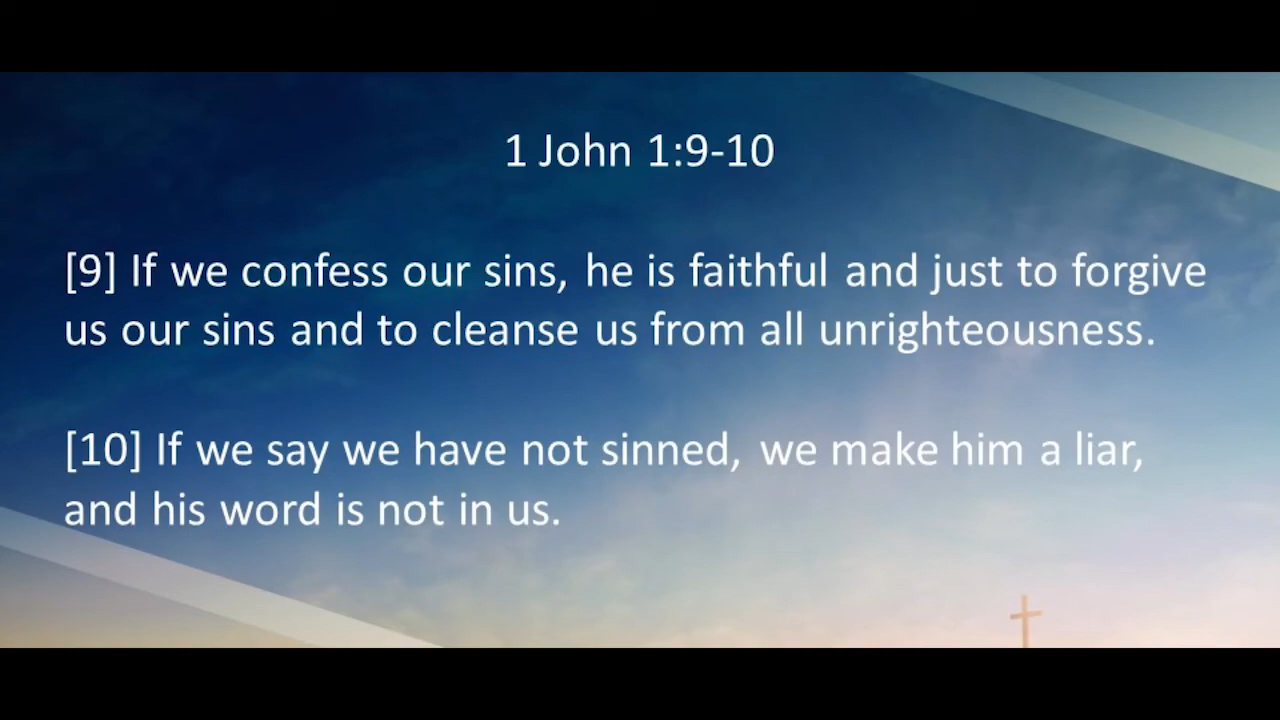 1 John 1:9-10
[9] If we confess our sins, he is faithful and just to forgive
us our sins and to cleanse us from all unrighteousness.
[10] If we say we have not sinned, we make him a liar,
and his word is not in us.